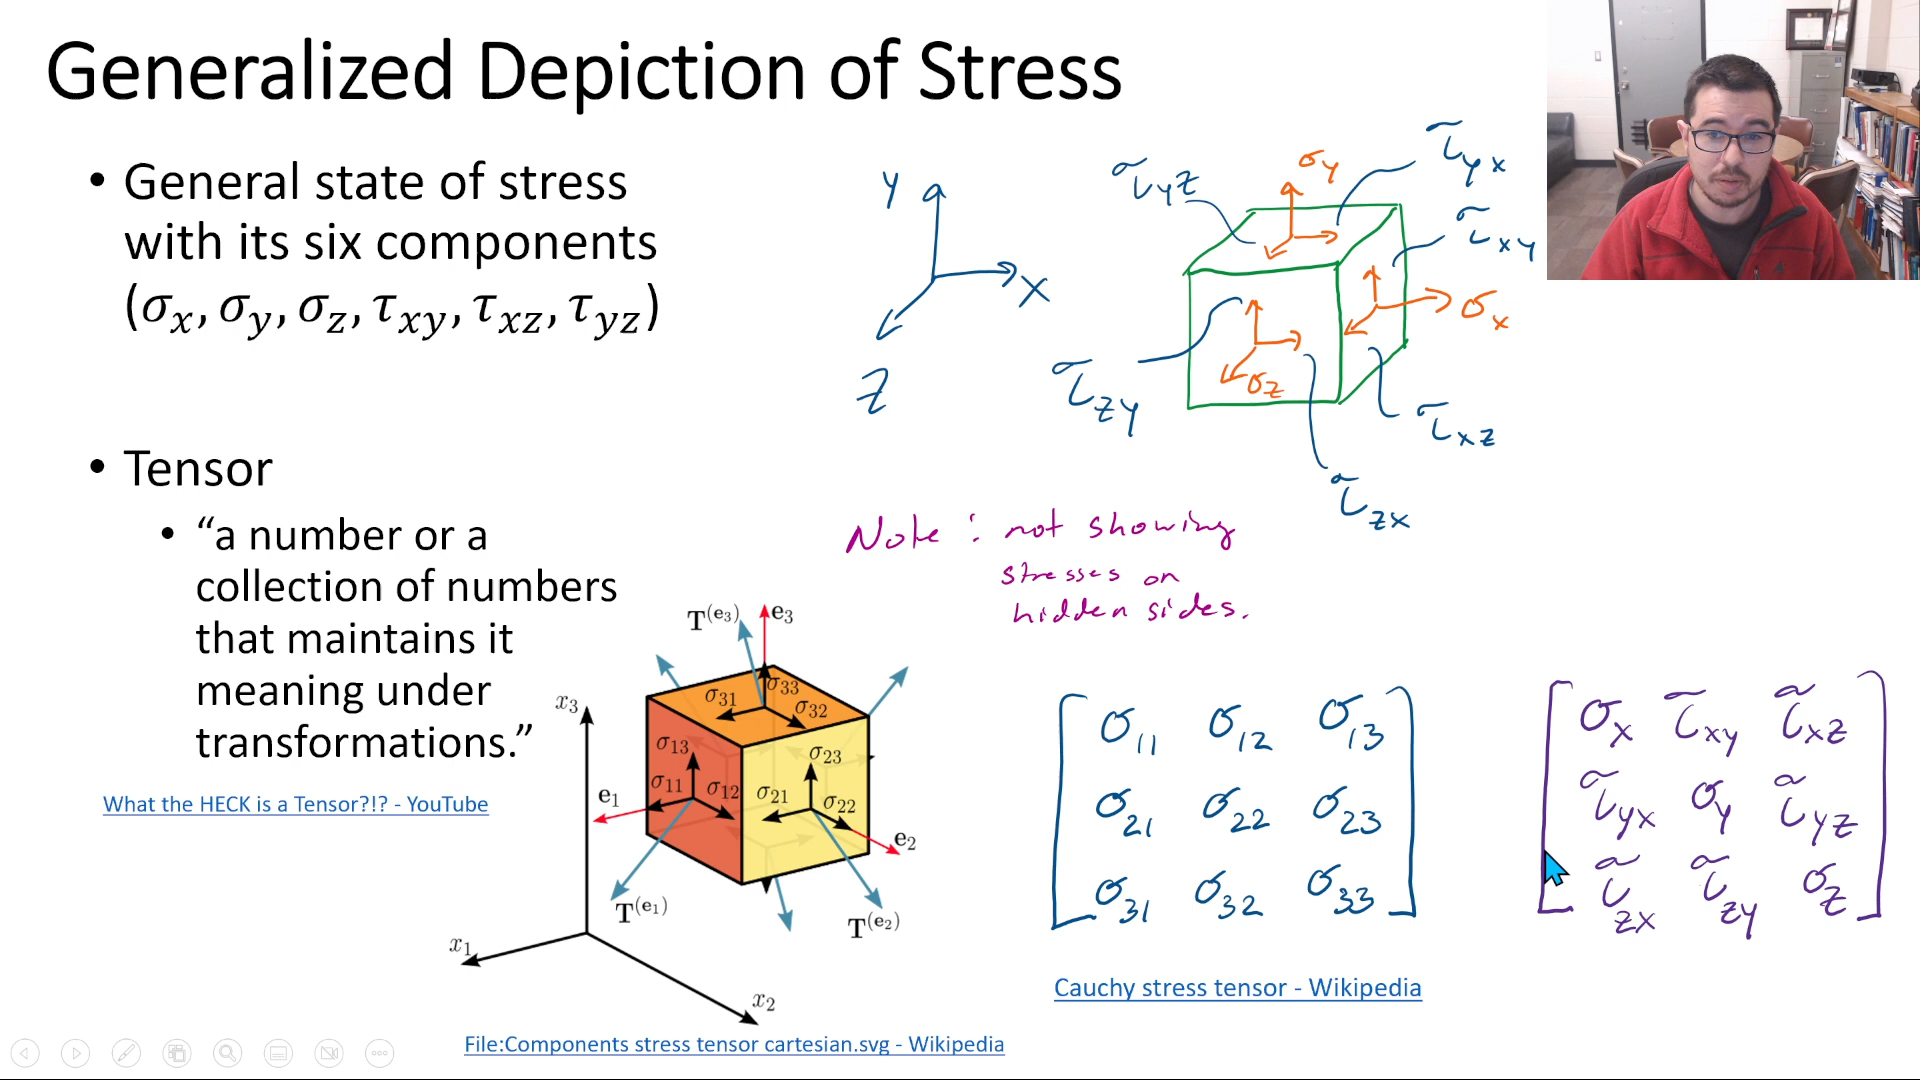 Generalized Depiction of Stress
• General state of stress
with its six components
(σx, σy, σz, τxy, τxz, τyz)
• Tensor
• “a number or a
collection of numbers
that maintains it
meaning under
transformations.”
What the HECK is a Tensor?!? - YouTube
Y
X
Z
τyz
σy
τyx
τxy
σx
τzy
σz
τxz
τzx
Note : not showing
stresses on
hidden sides.
T(e3)
e3
x3
σ31
σ33
σ32
σ13
σ23
σ11
σ12
σ21
σ22
e1
e2
T(e1)
T(e2)
x1
x2
File:Components stress tensor cartesian.svg - Wikipedia
σ11 σ12 σ13
σ21 σ22 σ23
σ31 σ32 σ33
Cauchy stress tensor - Wikipedia
σx τxy τxz
τyx σy τyz
τzx τzy σz